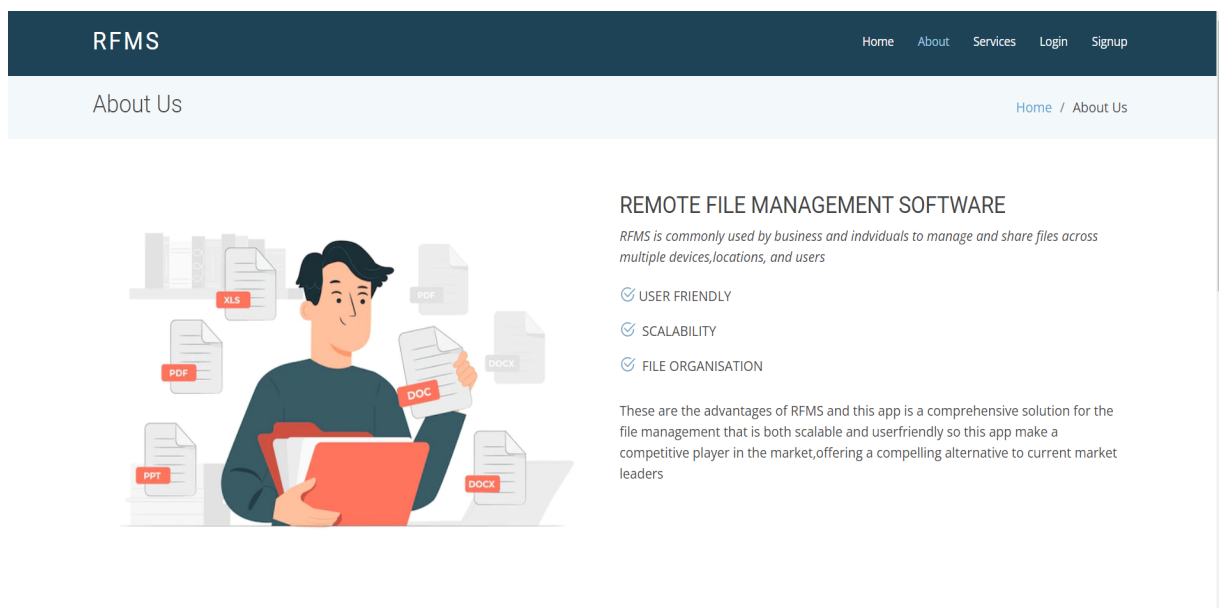 RFMS
Home About Services Login Signup
About Us
Home / About Us
REMOTE FILE MANAGEMENT SOFTWARE
RFMS is commonly used by business and indviduals to manage and share files across
multiple devices,locations, and users
USER FRIENDLY
SCALABILITY
FILE ORGANISATION
These are the advantages of RFMS and this app is a comprehensive solution for the
file management that is both scalable and userfriendly so this app make a
competitive player in the market,offering a compelling alternative to current market
leaders
XLS
PDF
PDF
DOCX
DOC
PPT
DOCX